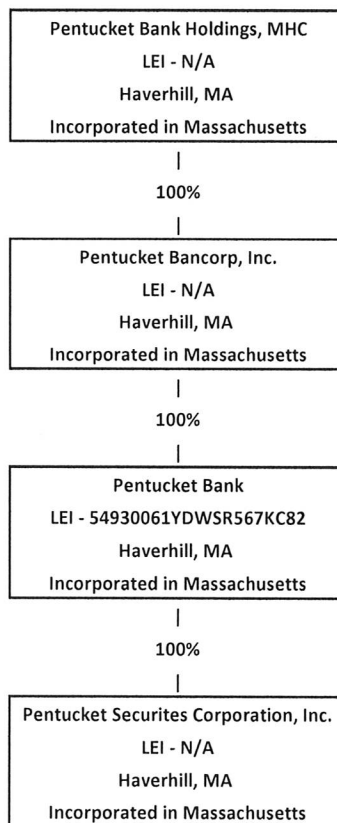 Pentucket Bank Holdings, MHC
LEI - N/A
Haverhill, MA
Incorporated in Massachusetts
|
100%
|
Pentucket Bancorp, Inc.
LEI - N/A
Haverhill, MA
Incorporated in Massachusetts
|
100%
|
Pentucket Bank
LEI - 54930061YDWSR567KC82
Haverhill, MA
Incorporated in Massachusetts
|
100%
|
Pentucket Securites Corporation, Inc.
LEI - N/A
Haverhill, MA
Incorporated in Massachusetts